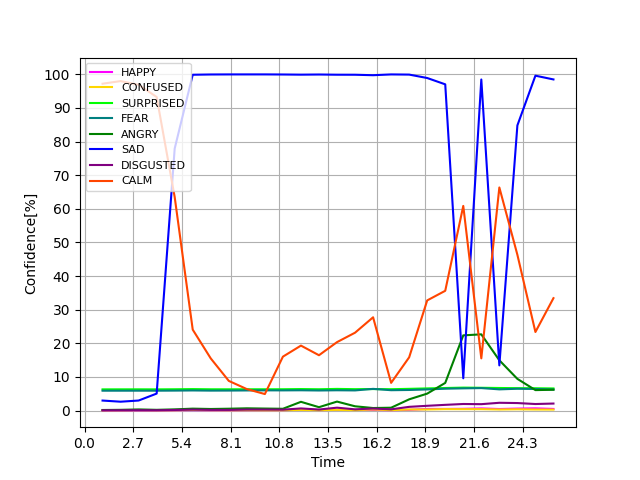 HAPPY
CONFUSED
SURPRISED
FEAR
ANGRY
SAD
DISGUSTED
CALM
Confidence[%]
100
90
80
70
60
50
40
30
20
10
0
0.0 2.7 5.4 8.1 10.8 13.5 16.2 18.9 21.6 24.3
Time